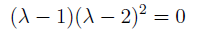 (λ − 1)(λ − 2)² = 0